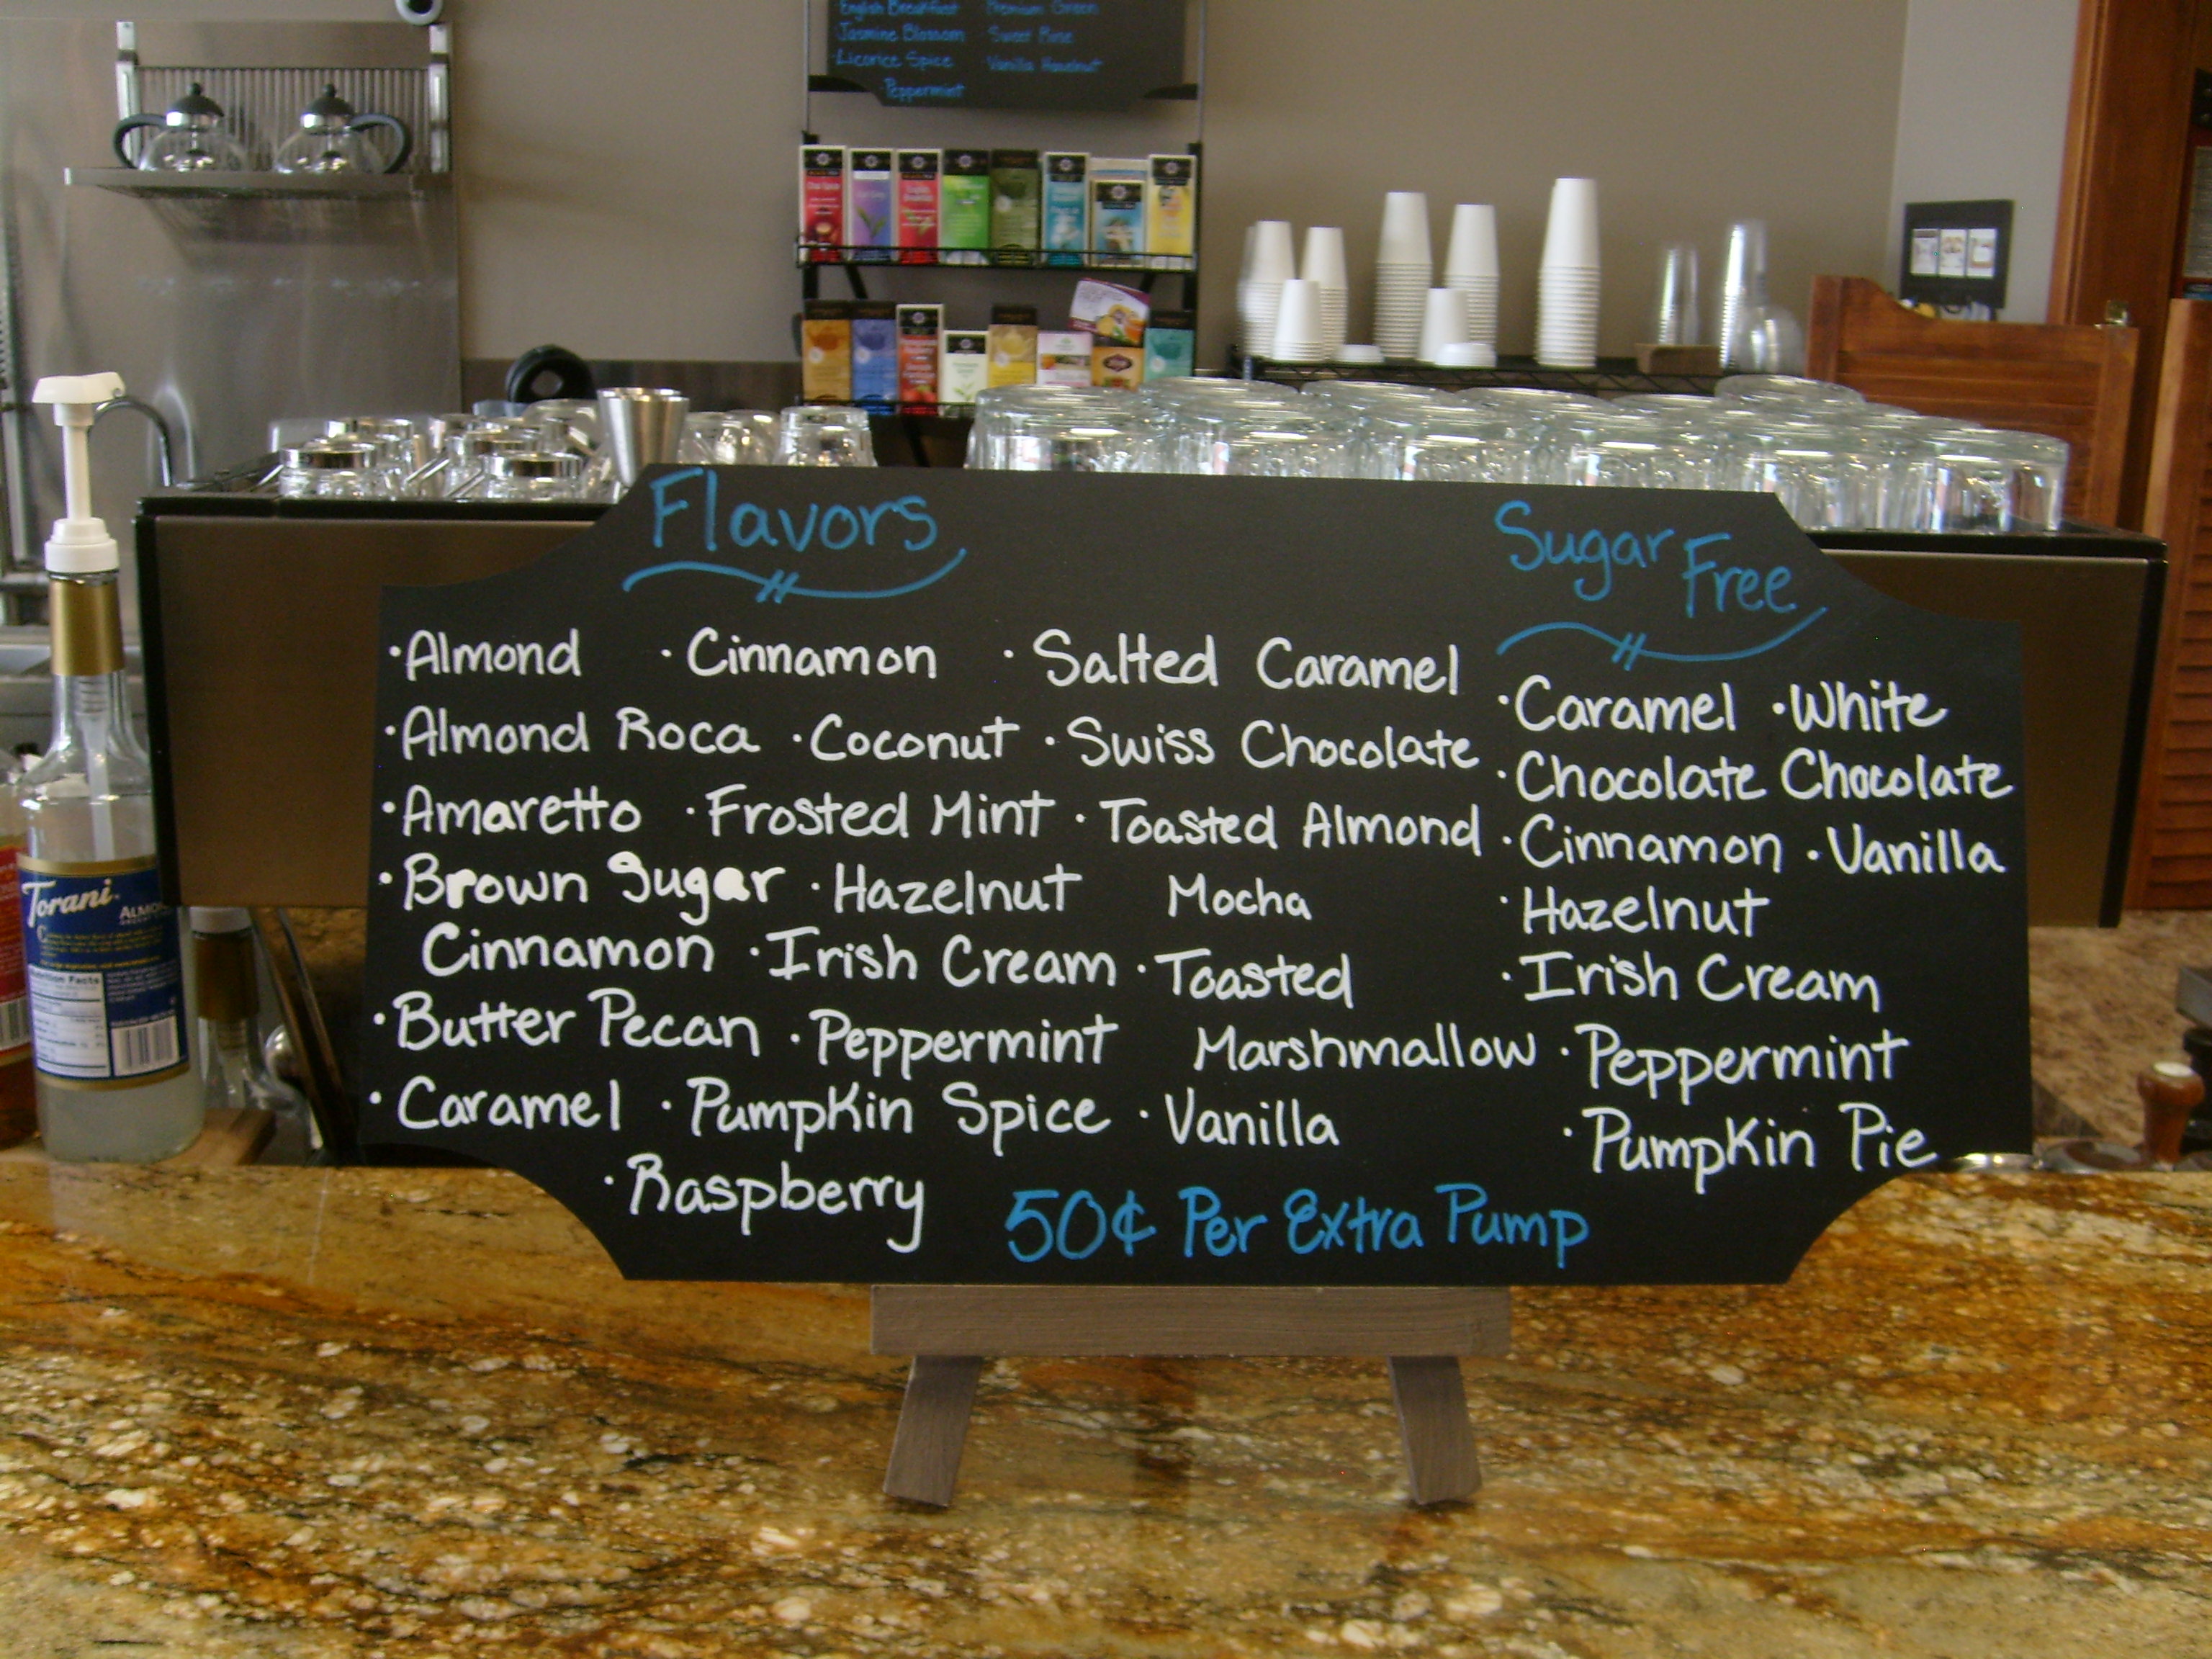 English Breakfast Premium Green
Jasmine Blossom Sweet Rose
Licorice Spice Vanilla Hazelnut
Peppermint
Flavors
·Almond ·Cinnamon ·Salted Caramel
·Almond Roca ·Coconut ·Swiss Chocolate
·Amaretto ·Frosted Mint ·Toasted Almond
·Brown Sugar ·Hazelnut Mocha
Cinnamon ·Irish Cream ·Toasted
·Butter Pecan ·Peppermint Marshmallow
·Caramel ·Pumpkin Spice ·Vanilla
·Raspberry
Sugar Free
·Caramel ·White
·Chocolate Chocolate
·Cinnamon ·Vanilla
·Hazelnut
·Irish Cream
·Peppermint
·Pumpkin Pie
50¢ Per Extra Pump
Torani
Nutrition Facts